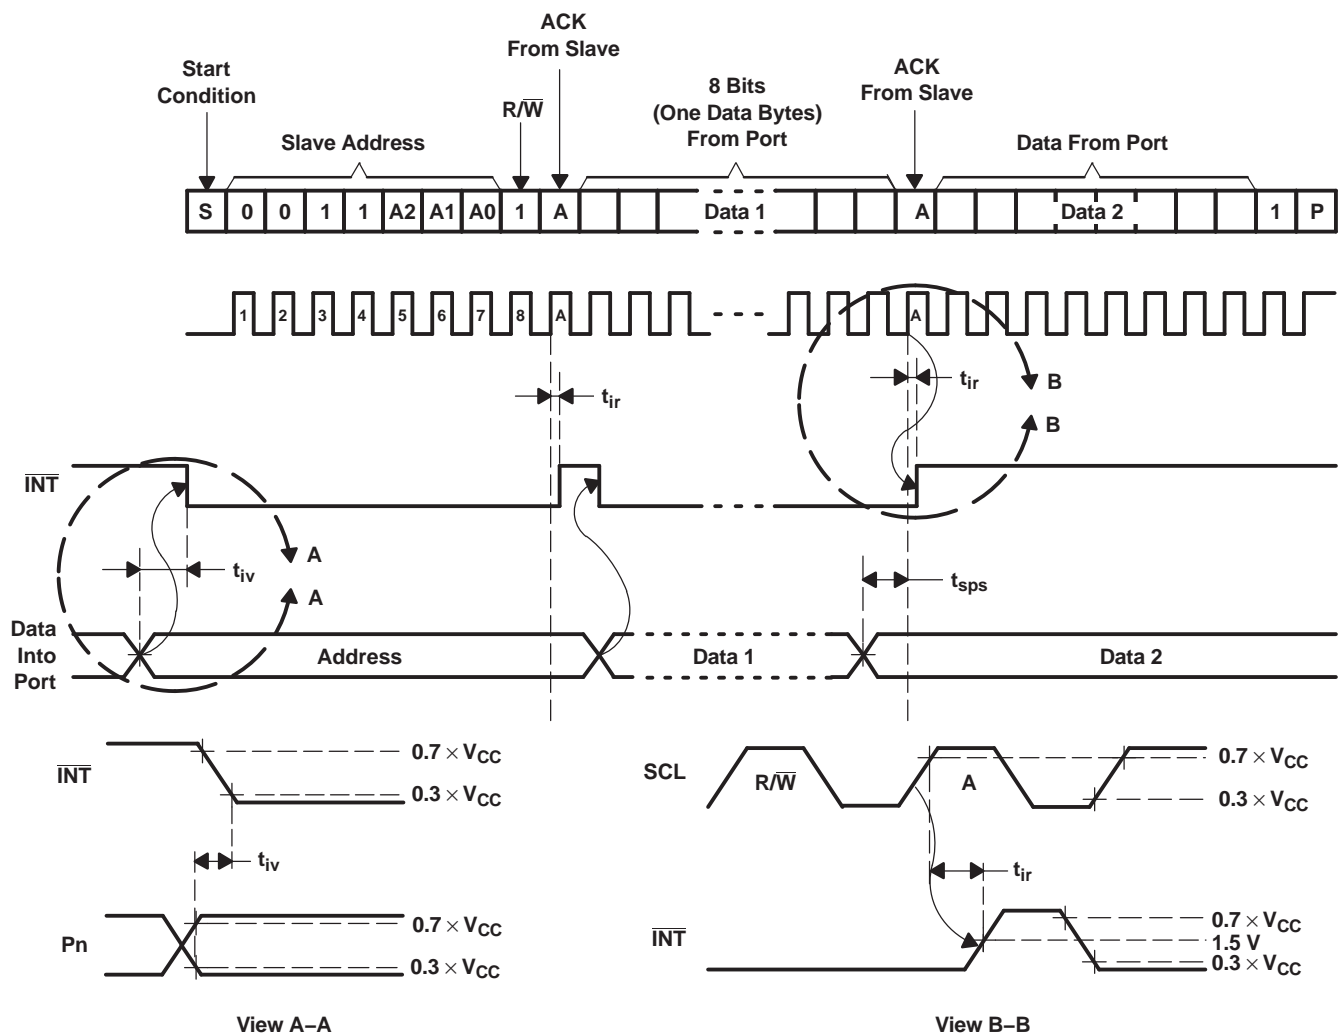 ACK
From Slave
Start
Condition
R/W̅
8 Bits
(One Data Bytes)
From Port
ACK
From Slave
Slave Address
Data From Port
S 0 0 1 1 A2 A1 A0 1 A Data 1 A Data 2 1 P
1 2 3 4 5 6 7 8 A A
tir
tir
B
B
I̅N̅T̅
A
tiv
A
tsps
Data
Into
Port
Address
Data 1
Data 2
I̅N̅T̅
0.7 × VCC
0.3 × VCC
tiv
Pn
0.7 × VCC
0.3 × VCC
View A–A
SCL
R/W̅
A
0.7 × VCC
0.3 × VCC
tir
I̅N̅T̅
0.7 × VCC
1.5 V
0.3 × VCC
View B–B